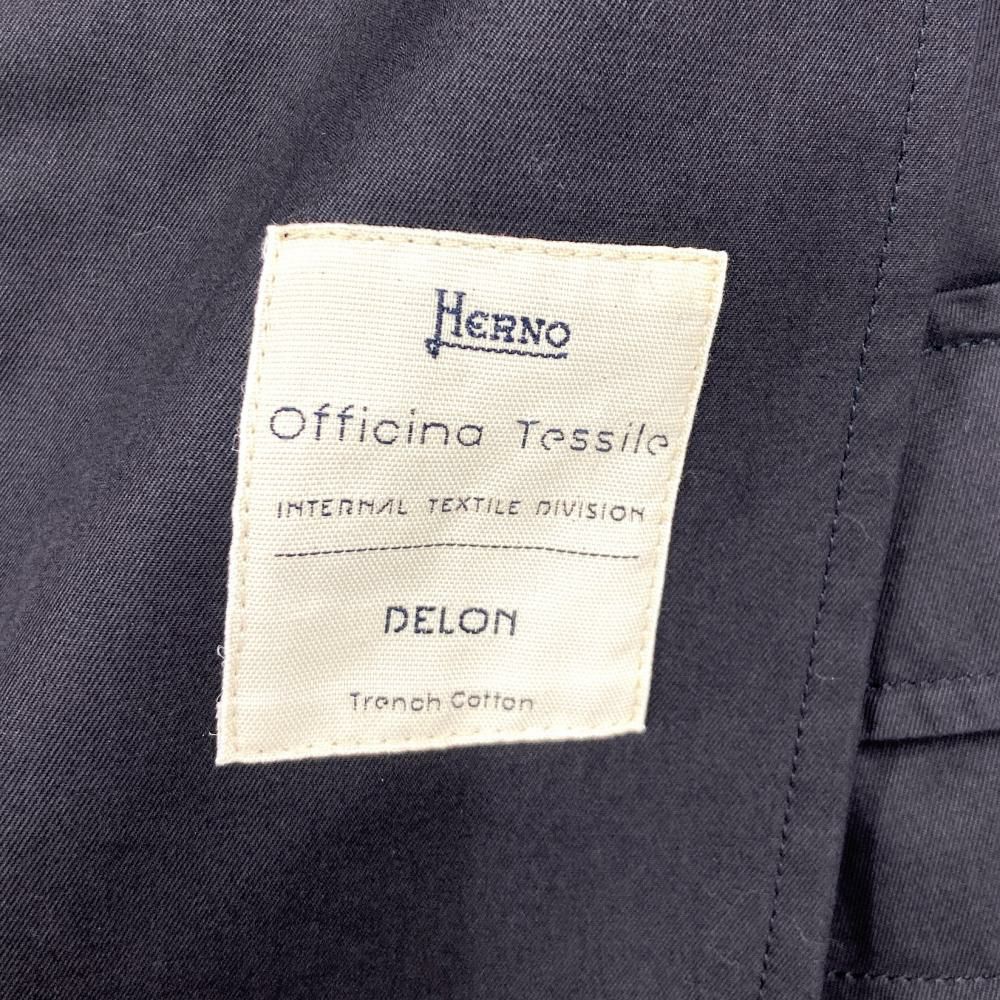 HERNO
Officina Tessile
INTERNAL TEXTILE DIVISION
DELON
Trench Cotton